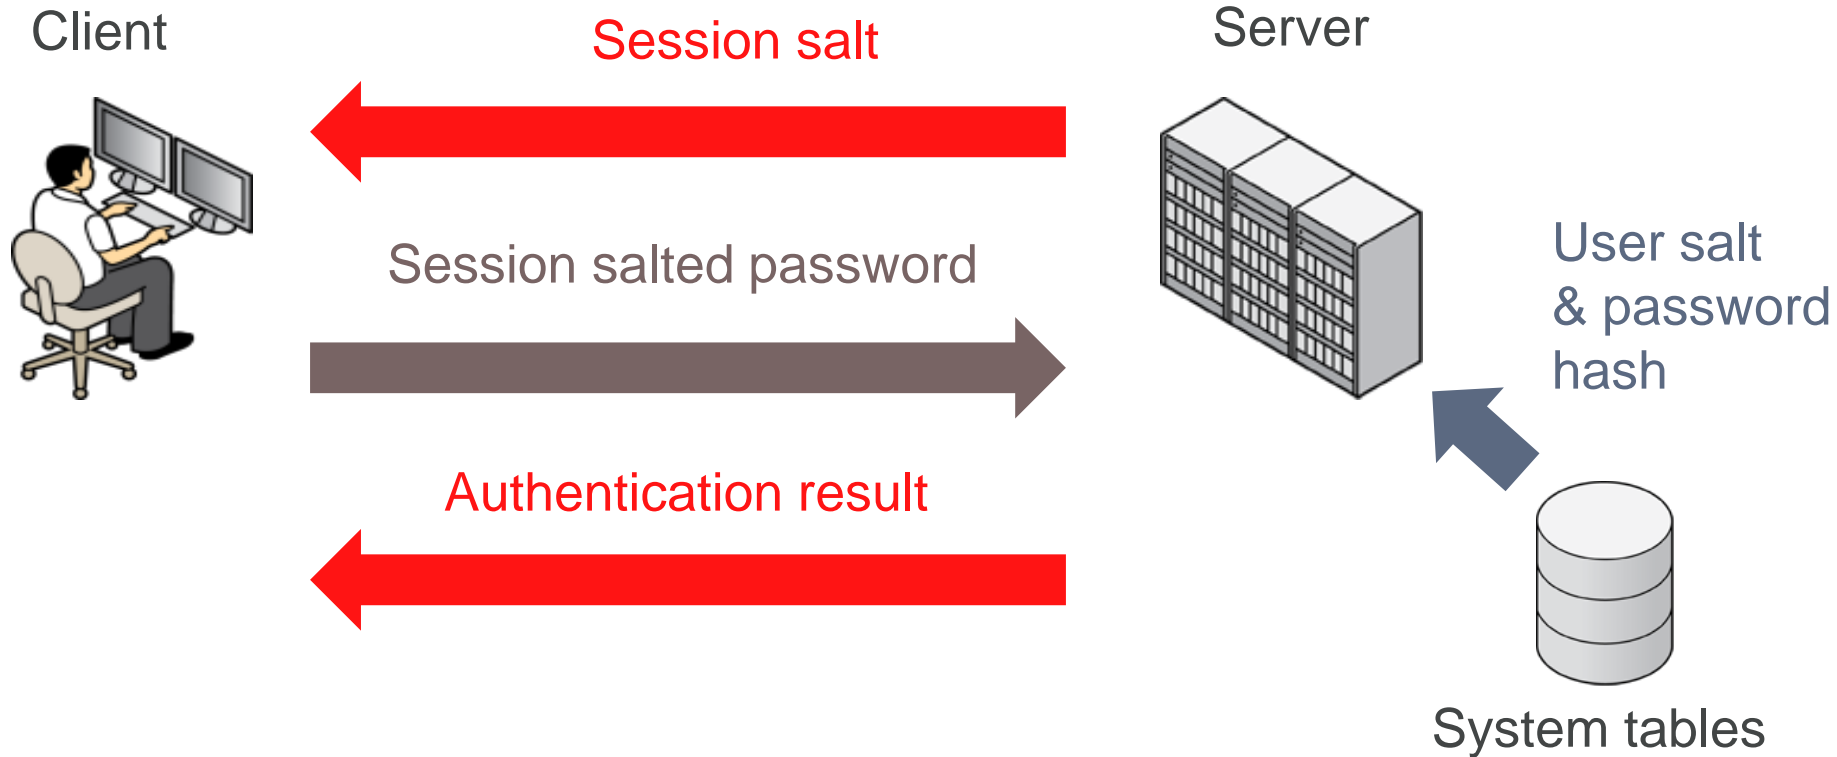 Client
Session salt
Server
Session salted password
User salt
& password
hash
Authentication result
System tables